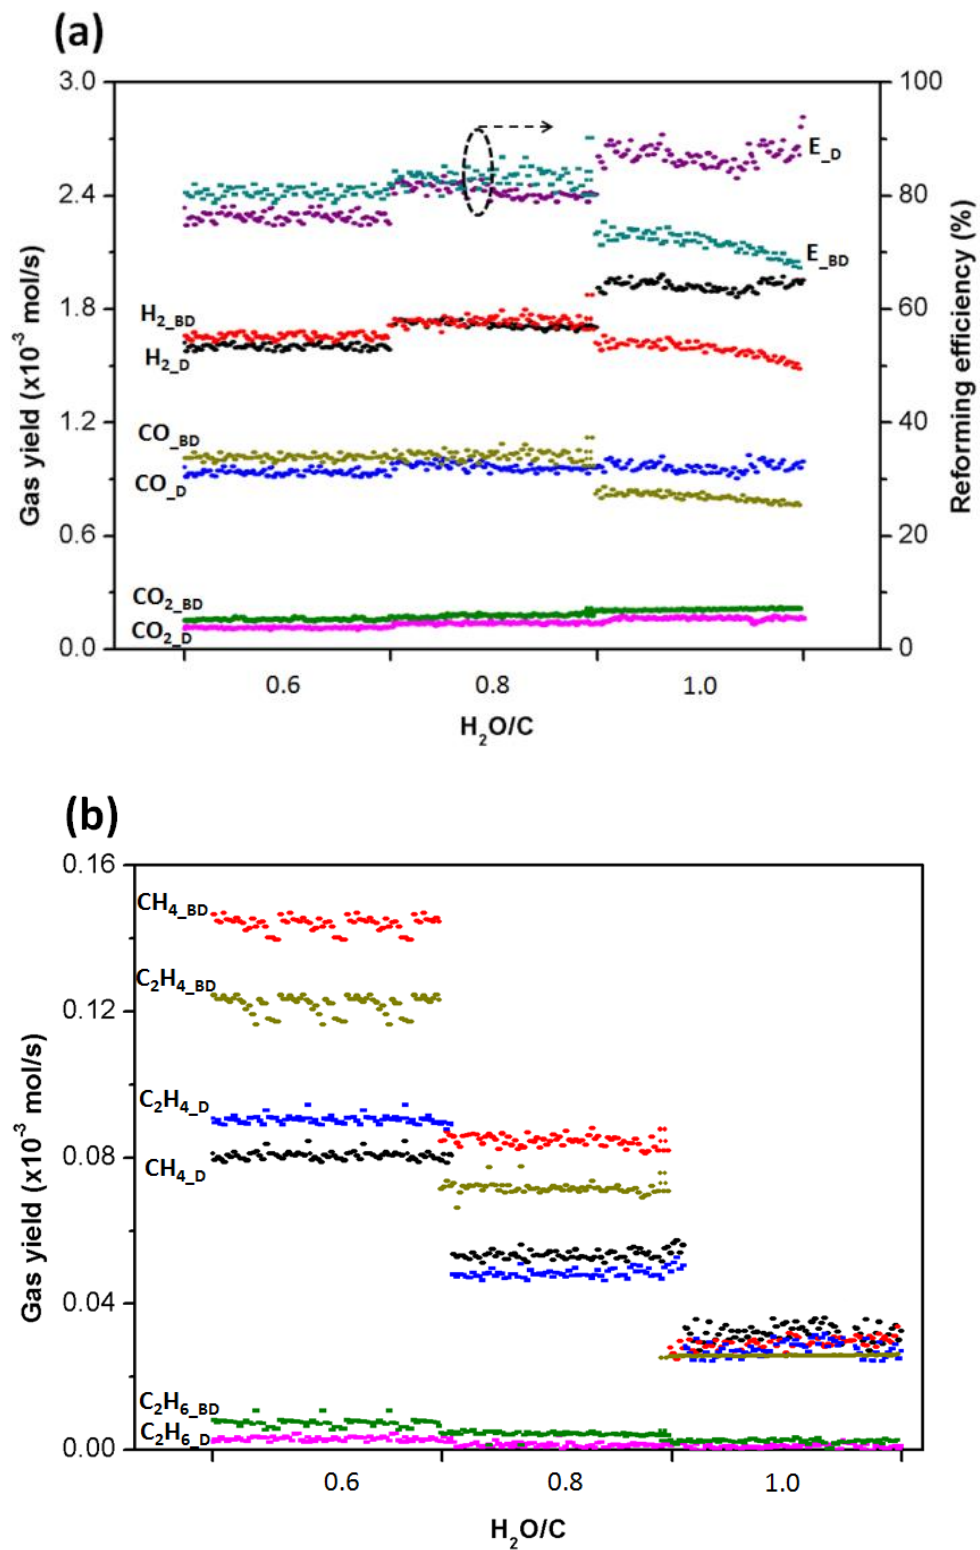 (a)
3.0
2.4
1.8
1.2
0.6
0.0
Gas yield (x10⁻³ mol/s)
100
80
60
40
20
0
Reforming efficiency (%)
E_D
E_BD
H₂_BD
H₂_D
CO_BD
CO_D
CO₂_BD
CO₂_D
0.6 0.8 1.0
H₂O/C
(b)
0.16
0.12
0.08
0.04
0.00
Gas yield (x10⁻³ mol/s)
CH₄_BD
C₂H₄_BD
C₂H₄_D
CH₄_D
C₂H₆_BD
C₂H₆_D
0.6 0.8 1.0
H₂O/C